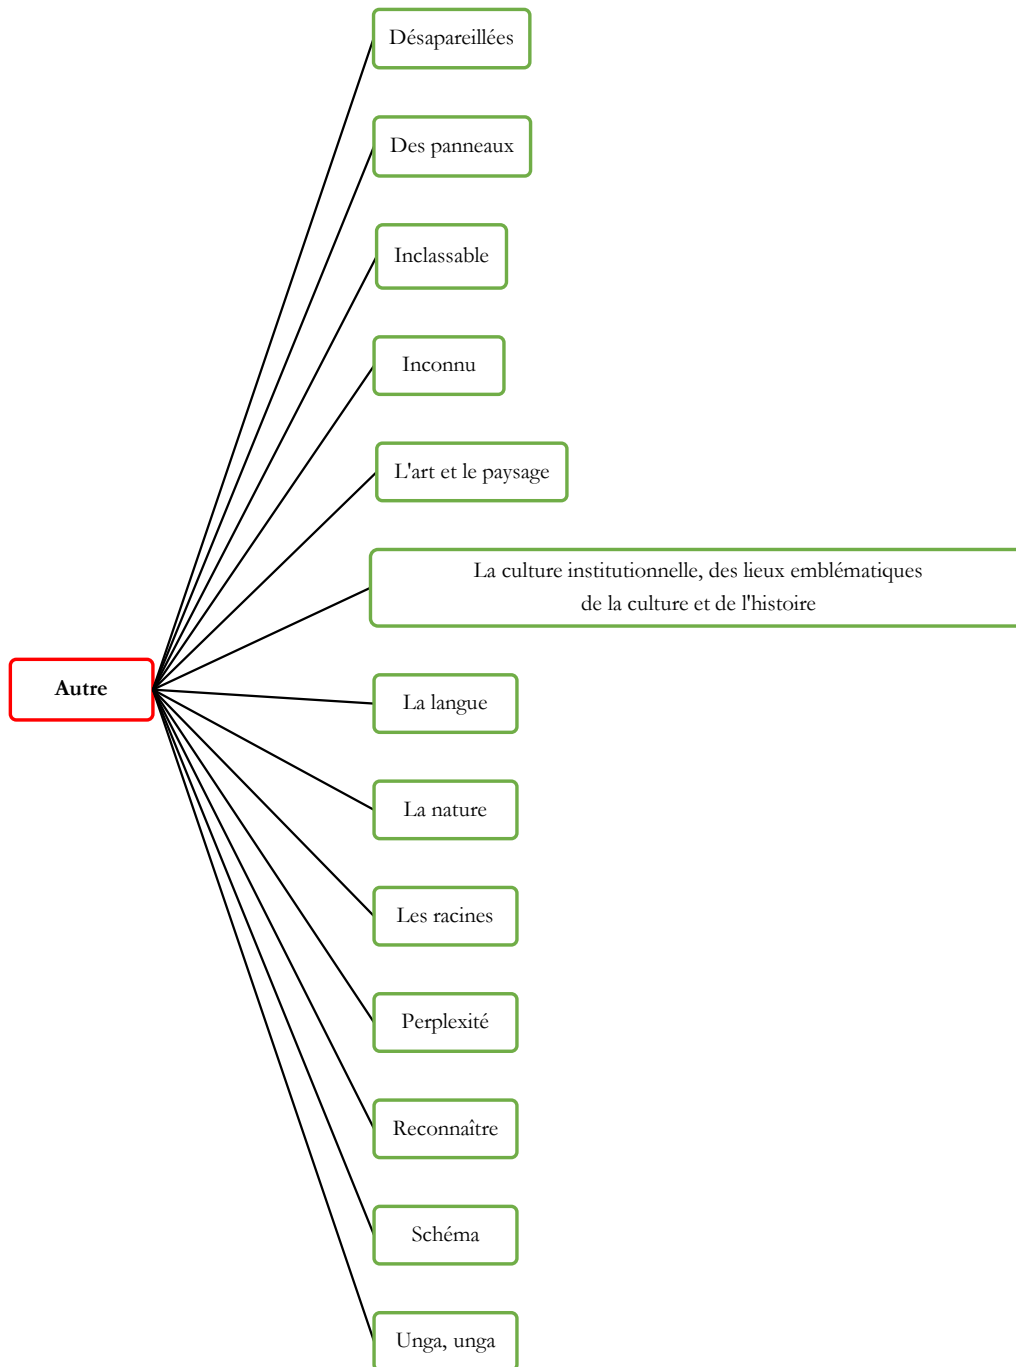 Désapareillées
Des panneaux
Inclassable
Inconnu
L'art et le paysage
La culture institutionnelle, des lieux emblématiques
de la culture et de l'histoire
Autre
La langue
La nature
Les racines
Perplexité
Reconnaître
Schéma
Unga, unga